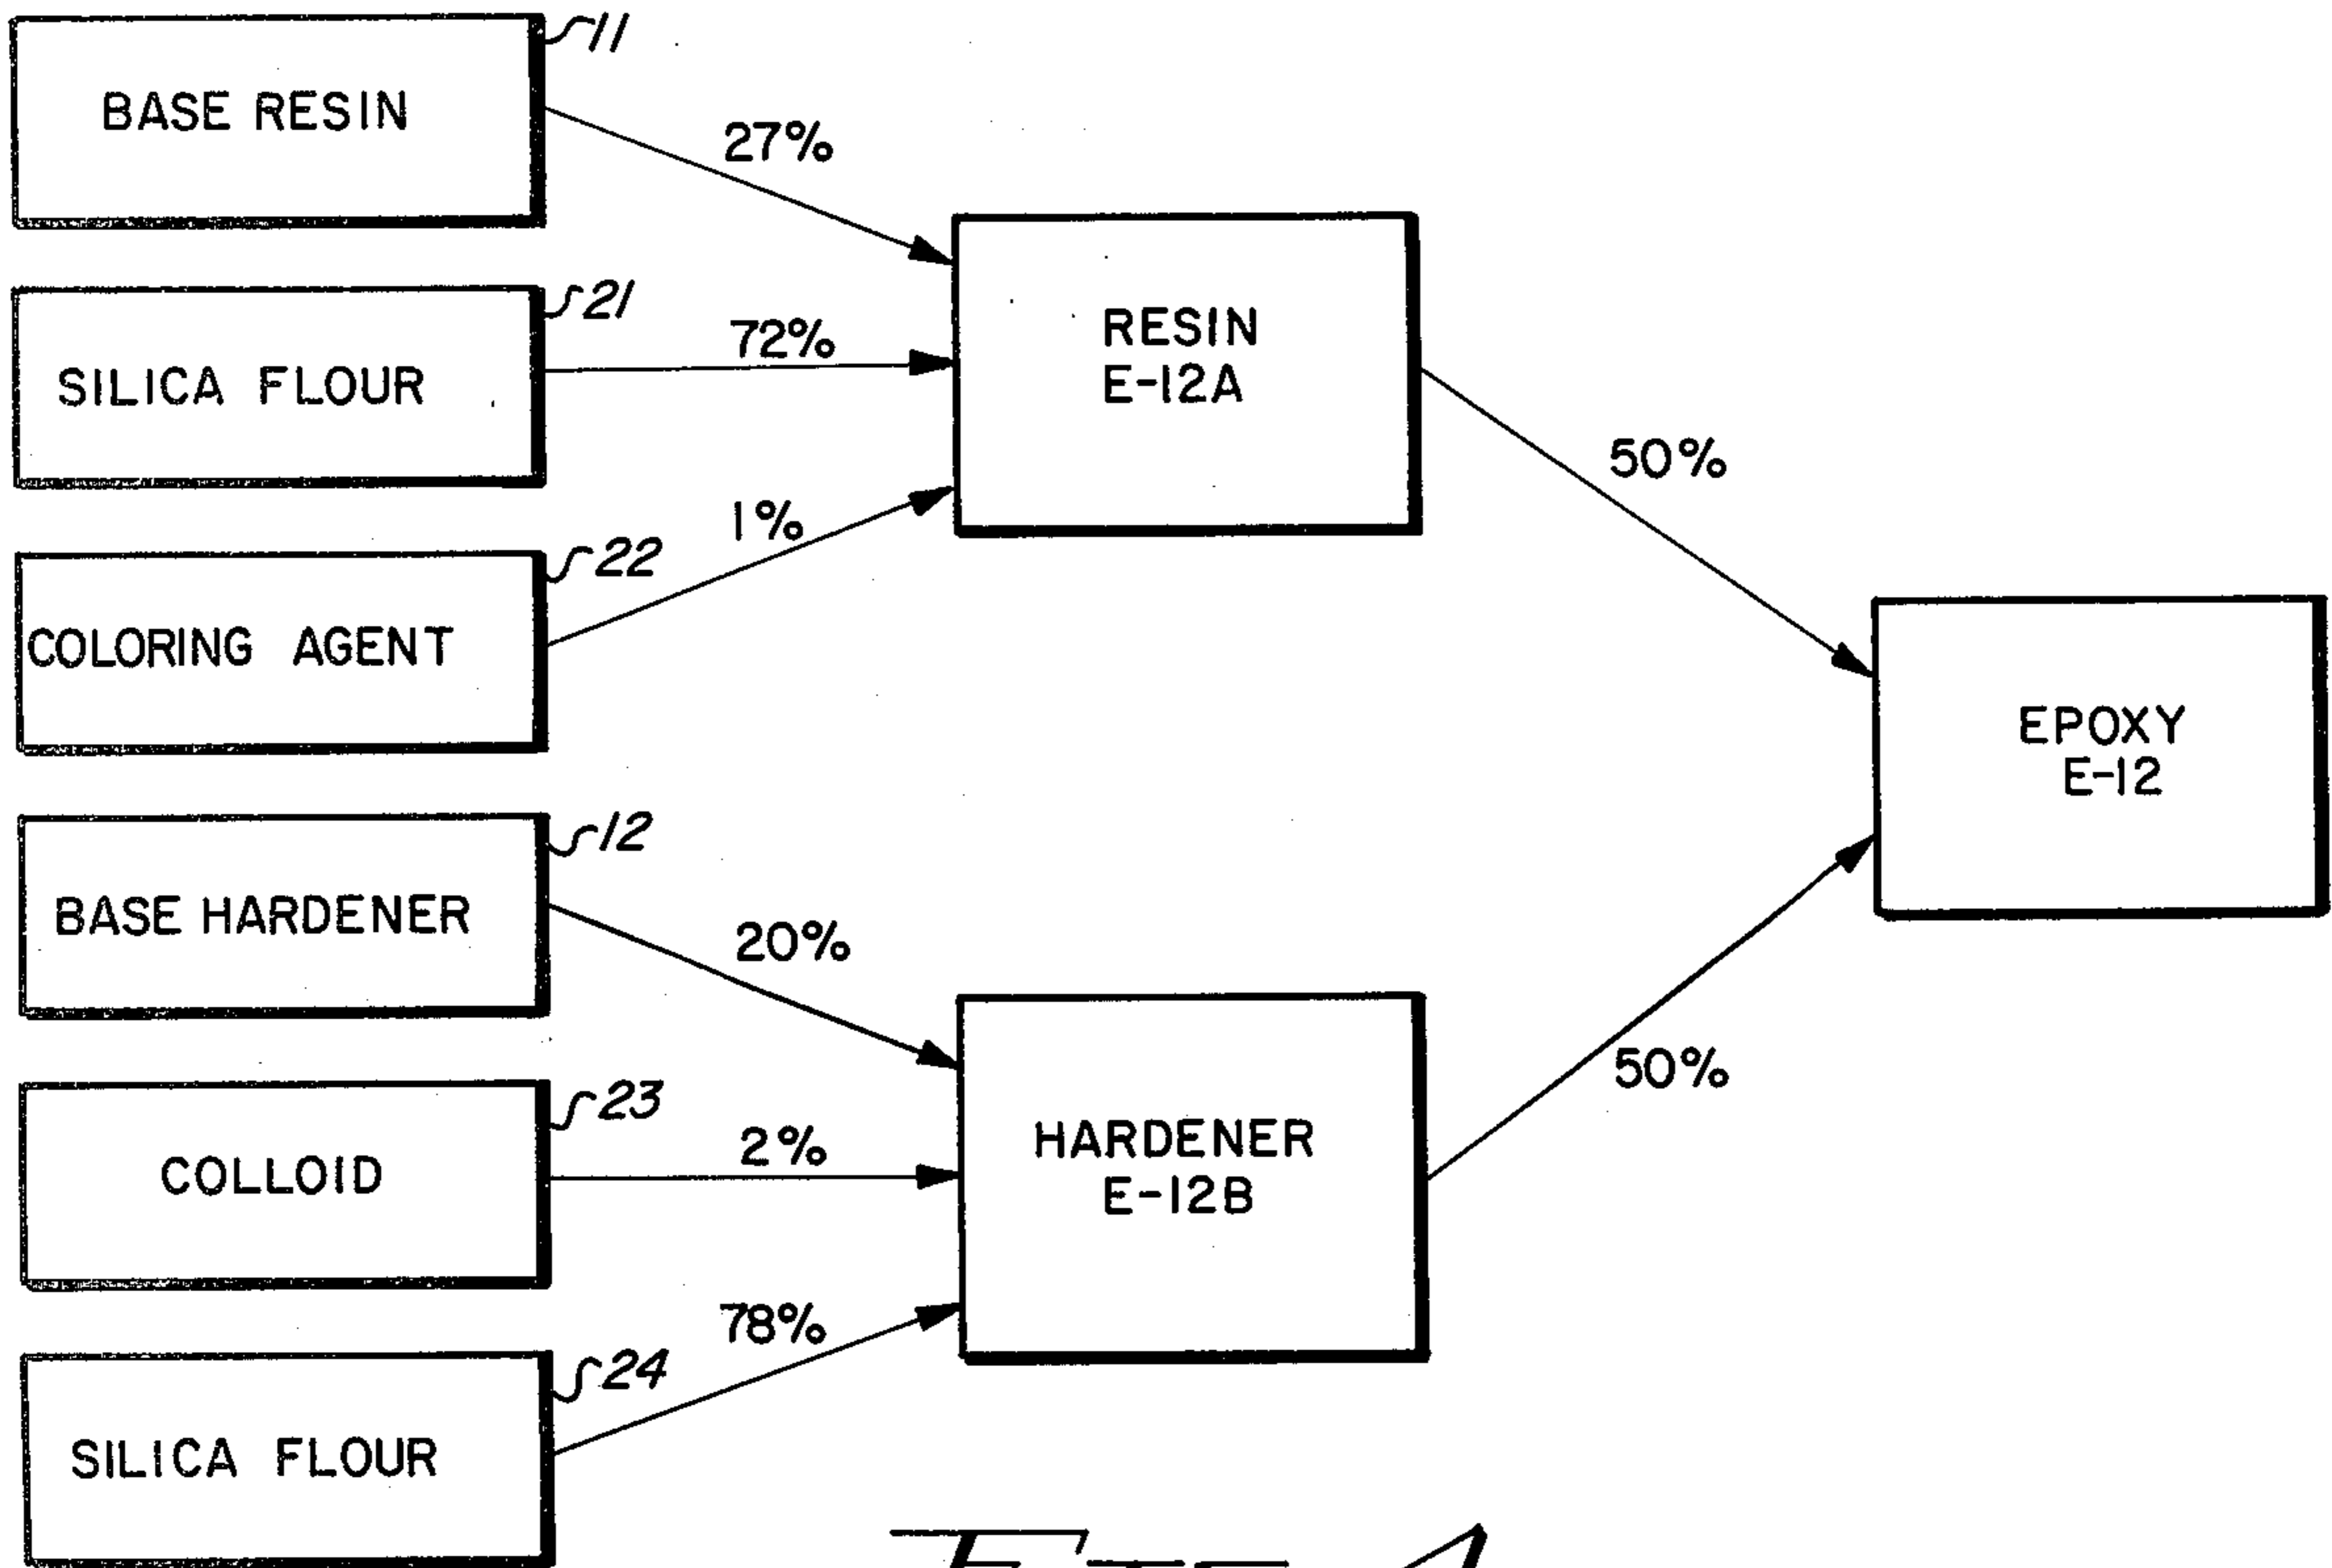 11
BASE RESIN
27%
21
SILICA FLOUR
72%
RESIN
E-12A
22
COLORING AGENT
1%
50%
EPOXY
E-12
12
BASE HARDENER
20%
23
COLLOID
2%
HARDENER
E-12B
50%
24
SILICA FLOUR
78%